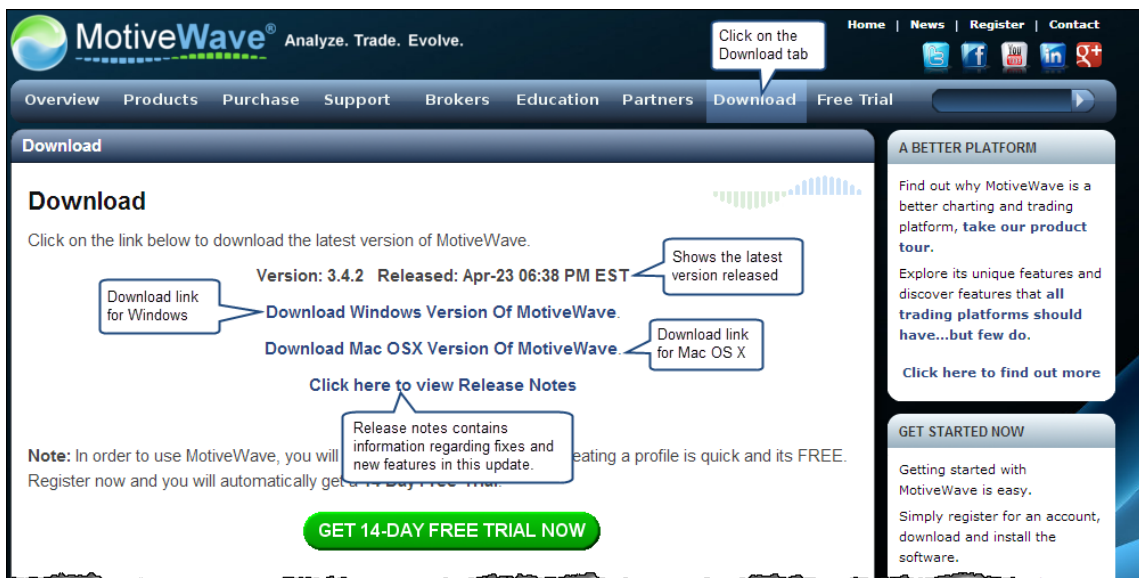 MotiveWave® Analyze. Trade. Evolve.
Click on the
Download tab
Home | News | Register | Contact
You
in
Overview Products Purchase Support Brokers Education Partners Download Free Trial
Download
Download
Click on the link below to download the latest version of MotiveWave.
Version: 3.4.2 Released: Apr-23 06:38 PM EST
Shows the latest
version released
Download link
for Windows
Download Windows Version Of MotiveWave.
Download Mac OSX Version Of MotiveWave.
Download link
for Mac OS X
Click here to view Release Notes
Release notes contains
information regarding fixes and
new features in this update.
Note: In order to use MotiveWave, you will eating a profile is quick and its FREE.
Register now and you will automatically get a 14 Day Free Trial.
GET 14-DAY FREE TRIAL NOW
A BETTER PLATFORM
Find out why MotiveWave is a
better charting and trading
platform, take our product
tour.
Explore its unique features and
discover features that all
trading platforms should
have...but few do.
Click here to find out more
GET STARTED NOW
Getting started with
MotiveWave is easy.
Simply register for an account,
download and install the
software.